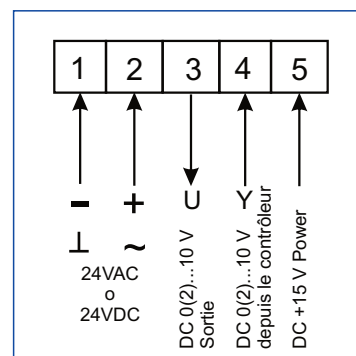 1 2 3 4 5
- + U Y
⊥ ~
24VAC
o
24VDC
DC 0(2)...10 V
Sortie
DC 0(2)...10 V
depuis le contrôleur
DC +15 V Power